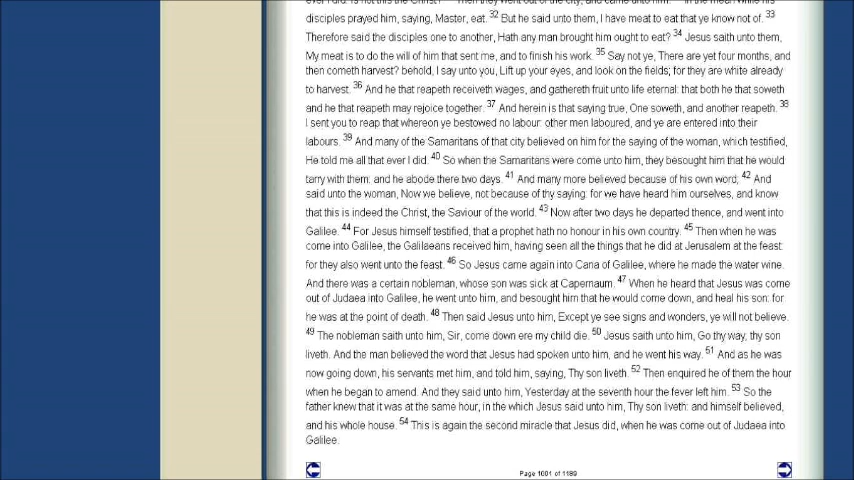 ever I did: is not this the Christ? Then they went out of the city, and came unto him. In the mean while his
disciples prayed him, saying, Master, eat. 32 But he said unto them, I have meat to eat that ye know not of. 33
Therefore said the disciples one to another, Hath any man brought him ought to eat? 34 Jesus saith unto them,
My meat is to do the will of him that sent me, and to finish his work. 35 Say not ye, There are yet four months, and
then cometh harvest? behold, I say unto you, Lift up your eyes, and look on the fields; for they are white already
to harvest. 36 And he that reapeth receiveth wages, and gathereth fruit unto life eternal: that both he that soweth
and he that reapeth may rejoice together. 37 And herein is that saying true, One soweth, and another reapeth. 38
I sent you to reap that whereon ye bestowed no labour: other men laboured, and ye are entered into their
labours. 39 And many of the Samaritans of that city believed on him for the saying of the woman, which testified,
He told me all that ever I did. 40 So when the Samaritans were come unto him, they besought him that he would
tarry with them: and he abode there two days. 41 And many more believed because of his own word; 42 And
said unto the woman, Now we believe, not because of thy saying: for we have heard him ourselves, and know
that this is indeed the Christ, the Saviour of the world. 43 Now after two days he departed thence, and went into
Galilee. 44 For Jesus himself testified, that a prophet hath no honour in his own country. 45 Then when he was
come into Galilee, the Galilaeans received him, having seen all the things that he did at Jerusalem at the feast:
for they also went unto the feast. 46 So Jesus came again into Cana of Galilee, where he made the water wine.
And there was a certain nobleman, whose son was sick at Capernaum. 47 When he heard that Jesus was come
out of Judaea into Galilee, he went unto him, and besought him that he would come down, and heal his son: for
he was at the point of death. 48 Then said Jesus unto him, Except ye see signs and wonders, ye will not believe.
49 The nobleman saith unto him, Sir, come down ere my child die. 50 Jesus saith unto him, Go thy way; thy son
liveth. And the man believed the word that Jesus had spoken unto him, and he went his way. 51 And as he was
now going down, his servants met him, and told him, saying, Thy son liveth. 52 Then enquired he of them the hour
when he began to amend. And they said unto him, Yesterday at the seventh hour the fever left him. 53 So the
father knew that it was at the same hour, in the which Jesus said unto him, Thy son liveth: and himself believed,
and his whole house. 54 This is again the second miracle that Jesus did, when he was come out of Judaea into
Galilee.
Page 1001 of 1189